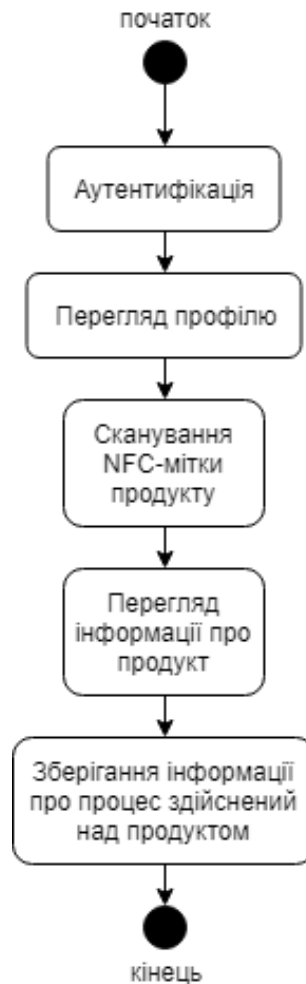 початок
Аутентифікація
Перегляд профілю
Сканування
NFC-мітки
продукту
Перегляд
інформації про
продукт
Зберігання інформації
про процес здійснений
над продуктом
кінець